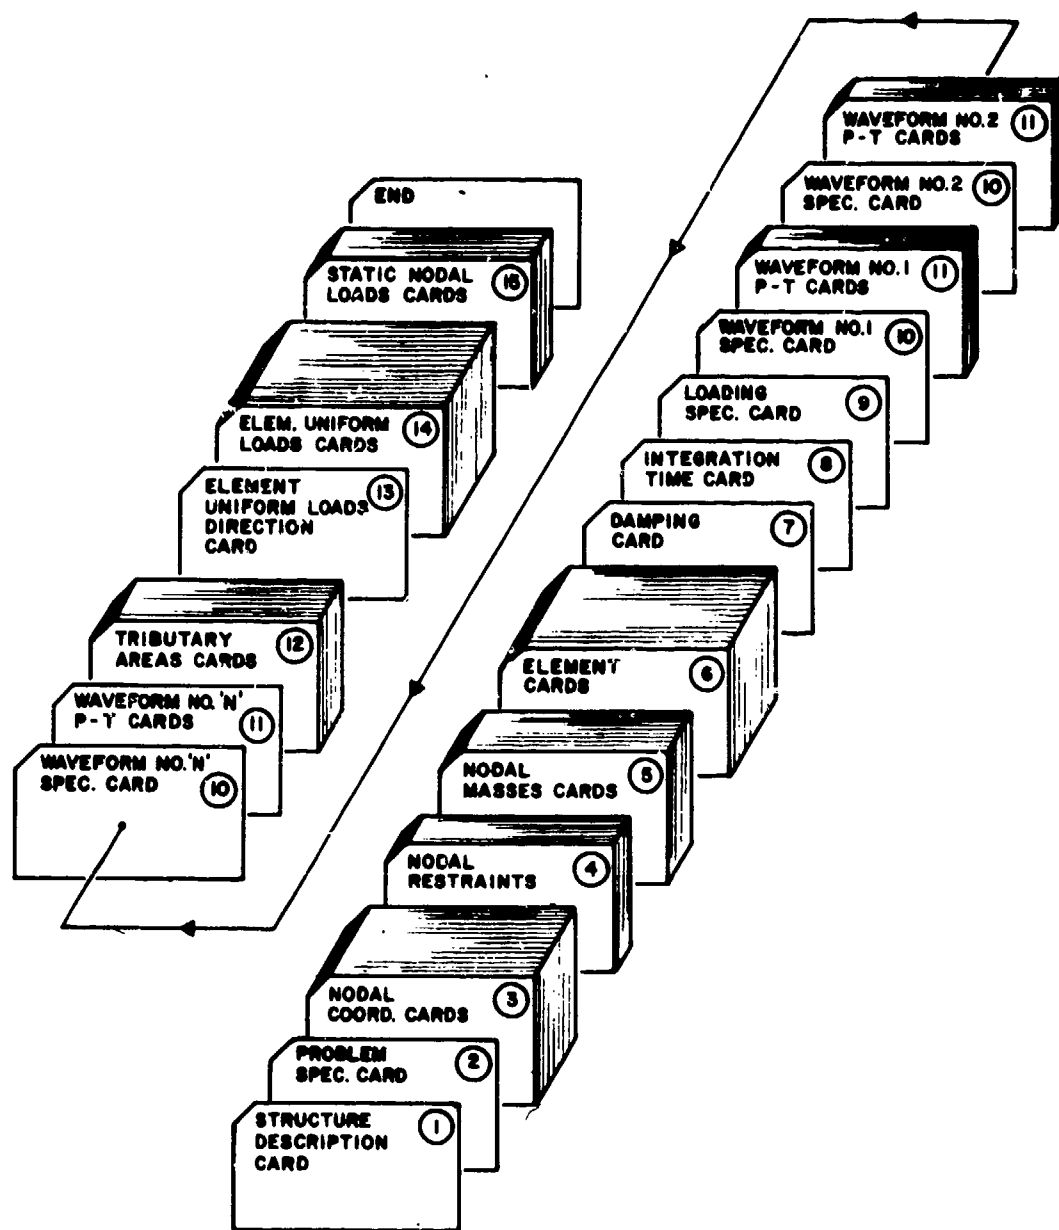 END
STATIC NODAL
LOADS CARDS
15
ELEM. UNIFORM
LOADS CARDS
14
ELEMENT
UNIFORM LOADS
DIRECTION
CARD
13
TRIBUTARY
AREAS CARDS
12
WAVEFORM NO. 'N'
P-T CARDS
11
WAVEFORM NO. 'N'
SPEC. CARD
10
WAVEFORM NO. 2
P-T CARDS
11
WAVEFORM NO. 2
SPEC. CARD
10
WAVEFORM NO. 1
P-T CARDS
11
WAVEFORM NO. 1
SPEC. CARD
10
LOADING
SPEC. CARD
9
INTEGRATION
TIME CARD
8
DAMPING
CARD
7
ELEMENT
CARDS
6
NODAL
MASSES CARDS
5
NODAL
RESTRAINTS
4
NODAL
COORD. CARDS
3
PROBLEM
SPEC. CARD
2
STRUCTURE
DESCRIPTION
CARD
1